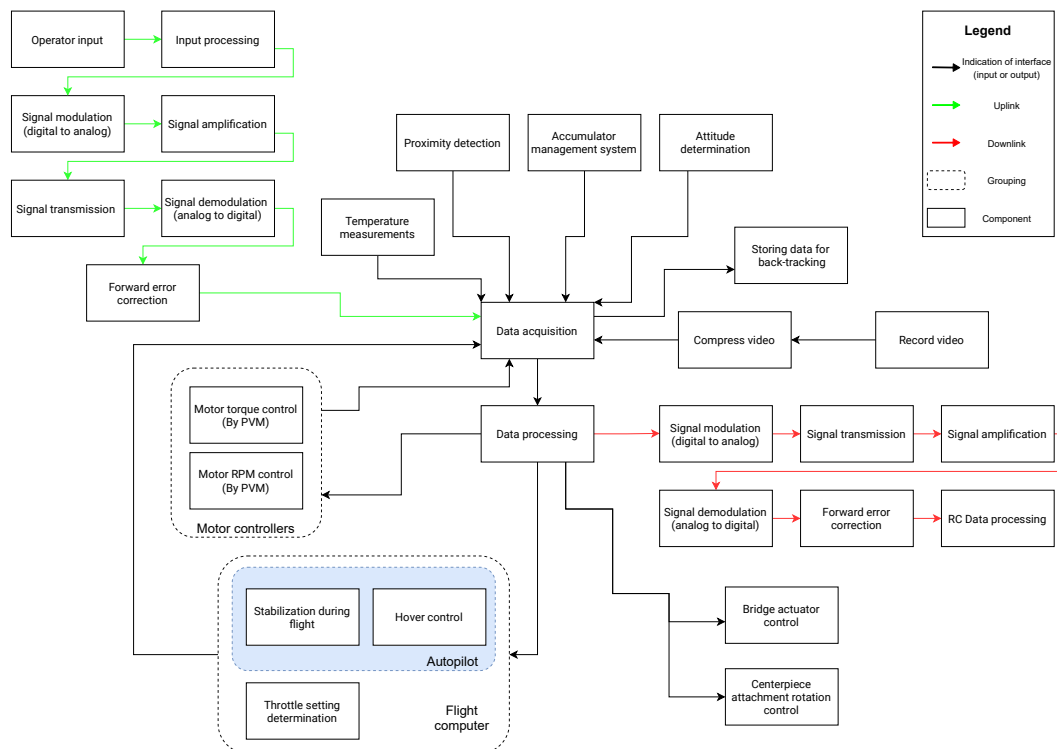 Operator input
Input processing
Signal modulation
(digital to analog)
Signal amplification
Signal transmission
Signal demodulation
(analog to digital)
Forward error
correction
Proximity detection
Accumulator
management system
Attitude
determination
Temperature
measurements
Storing data for
back-tracking
Data acquisition
Compress video
Record video
Motor torque control
(By PVM)
Motor RPM control
(By PVM)
Motor controllers
Data processing
Signal modulation
(digital to analog)
Signal transmission
Signal amplification
Signal demodulation
(analog to digital)
Forward error
correction
RC Data processing
Stabilization during
flight
Hover control
Autopilot
Throttle setting
determination
Flight
computer
Bridge actuator
control
Centerpiece
attachment rotation
control
Legend
Indication of interface
(input or output)
Uplink
Downlink
Grouping
Component